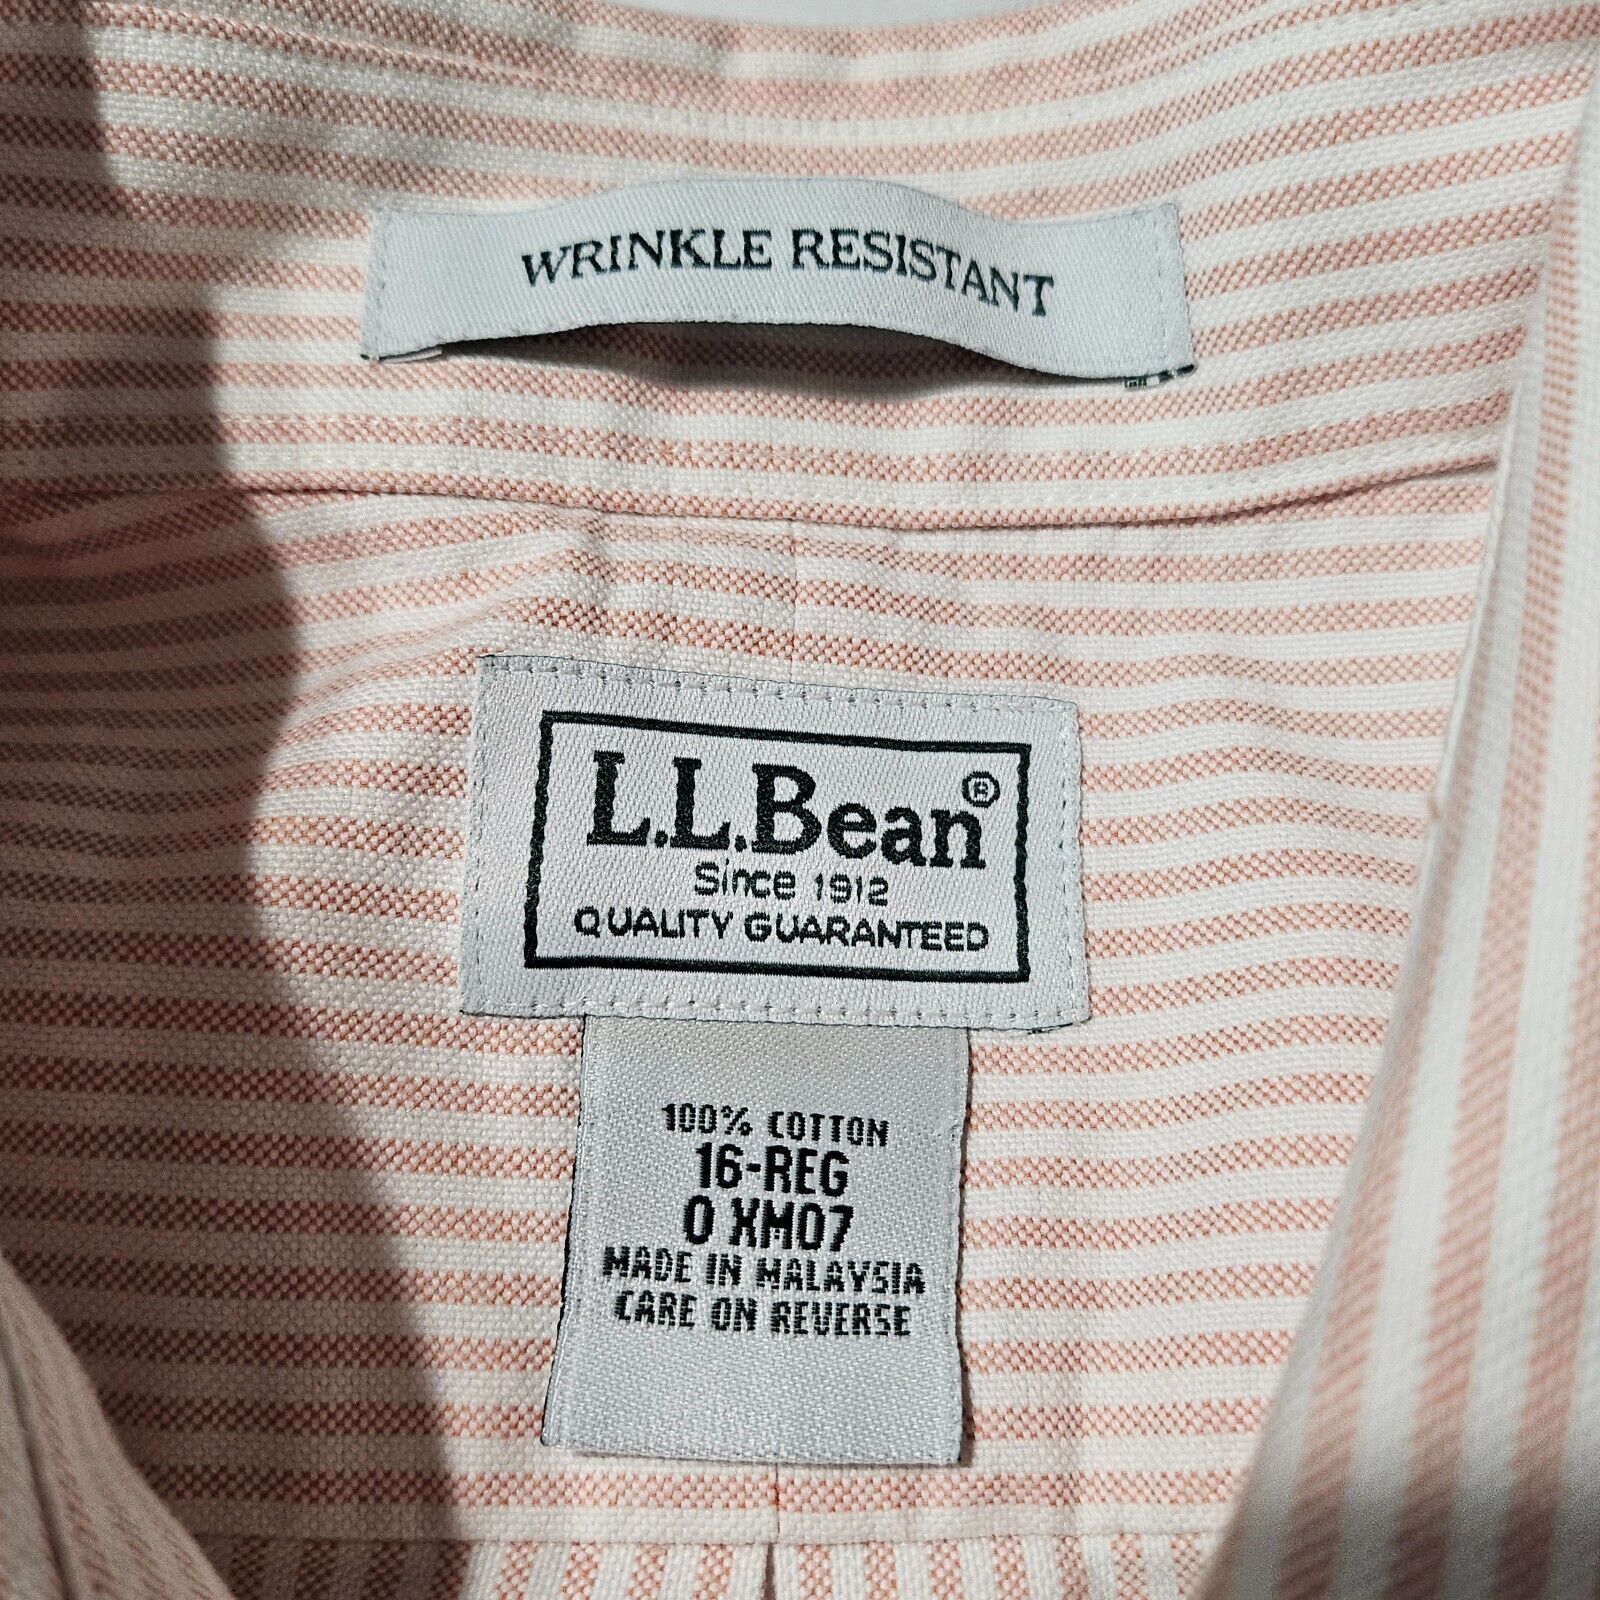 WRINKLE RESISTANT
L.L.Bean®
Since 1912
QUALITY GUARANTEED
100% COTTON
16-REG
0 XM07
MADE IN MALAYSIA
CARE ON REVERSE